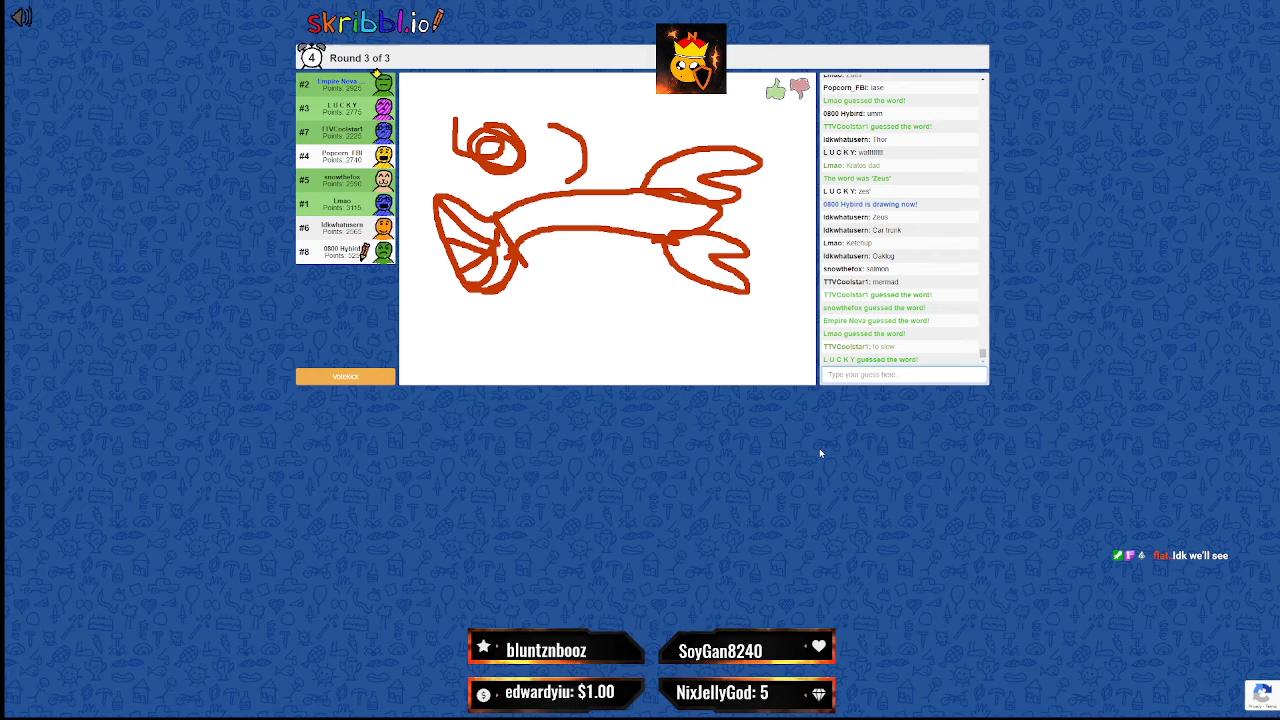 skribbl.io
4
Round 3 of 3
#2 Empire Nova ...
Points: 2925
#3 L U C K Y
Points: 2775
#7 TTVCoolstar1
Points: 2225
#4 Popcorn_FBI
Points: 2740
#5 snowthefox
Points: 2590
#1 Lmao
Points: 3115
#6 Idkwhatusern
Points: 2565
#8 0800 Hybird
Points: 525
Votekick
N
Lmao: Zues
Popcorn_FBI: lase
Lmao guessed the word!
0800 Hybird: umm
TTVCoolstar1 guessed the word!
Idkwhatusern: Thor
Lmao: Kratos dad
The word was 'Zeus'
L U C K Y: zes'
0800 Hybird is drawing now!
Idkwhatusern: Zeus
Idkwhatusern: Car trunk
Lmao: Ketchup
Idkwhatusern: Oaklog
snowthefox: salmon
TTVCoolstar1: mermad
TTVCoolstar1 guessed the word!
snowthefox guessed the word!
Empire Nova guessed the word!
Lmao guessed the word!
TTVCoolstar1: to slow
L U C K Y guessed the word!
Type your guess here...
flat. Idk we'll see
bluntznbooz
SoyGan8240
edwardyiu: $1.00
NixJellyGod: 5
Privacy - Terms